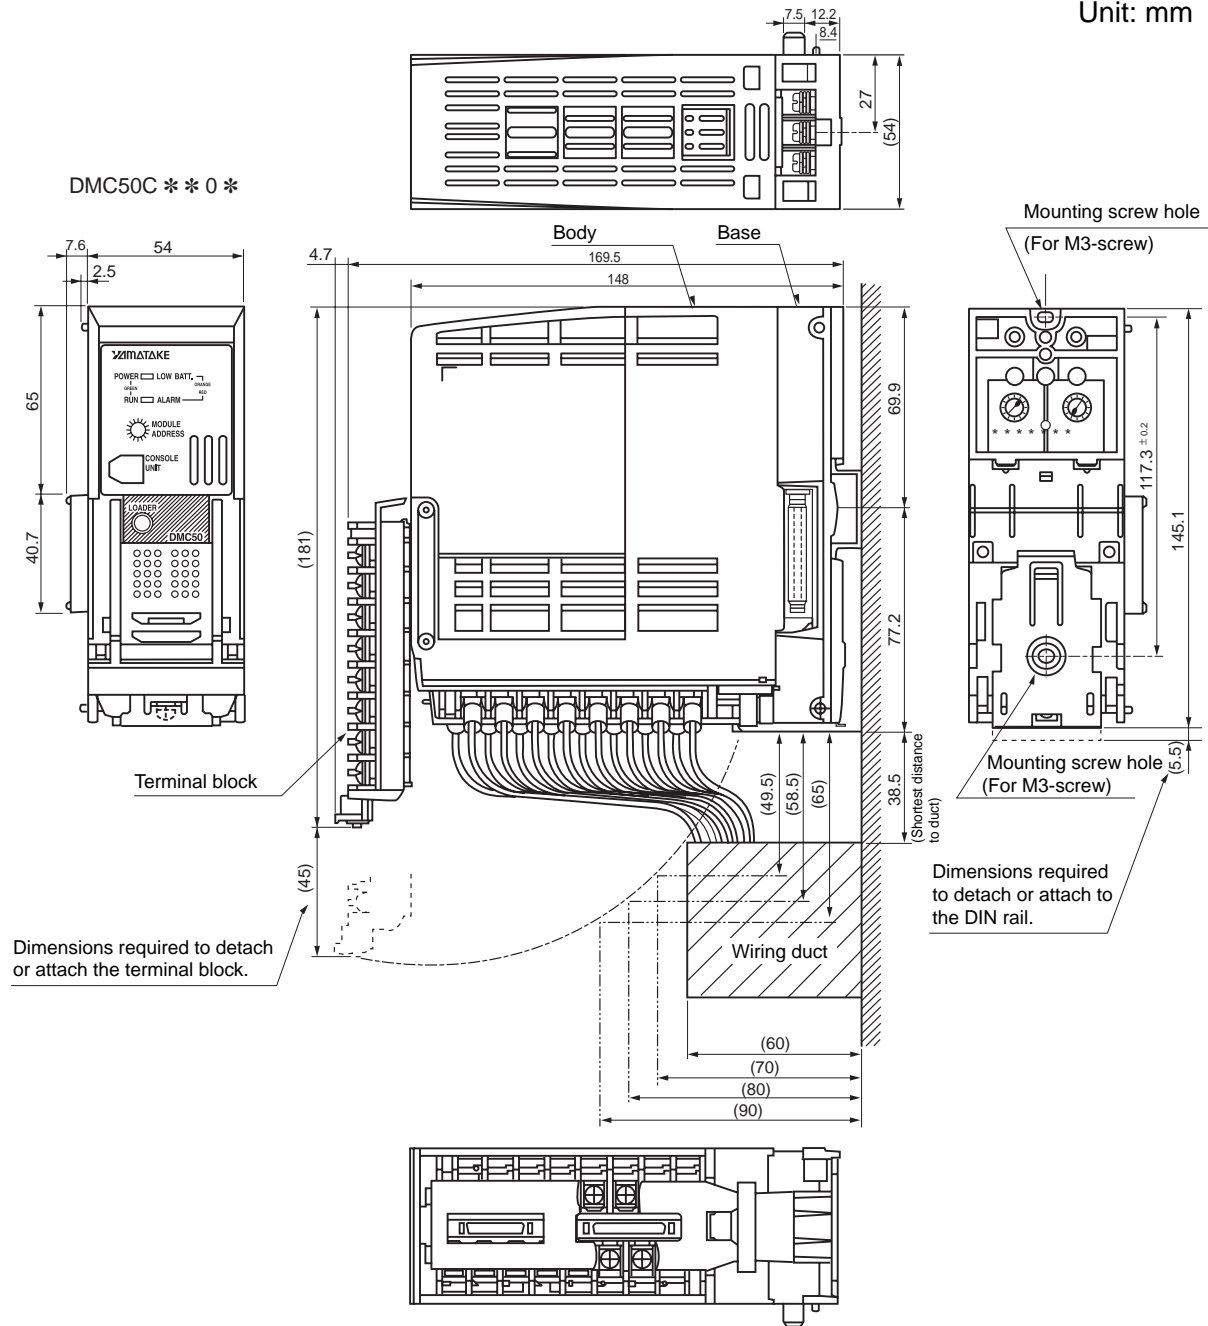 Unit: mm
7.5
12.2
8.4
27
(54)
DMC50C ＊ ＊ 0 ＊
Mounting screw hole
(For M3-screw)
Body
Base
7.6
54
2.5
4.7
169.5
148
YAMATAKE
POWER
LOW BATT.
GREEN
ORANGE
RED
RUN
ALARM
MODULE
ADDRESS
CONSOLE
UNIT
LOADER
DMC50
65
40.7
(181)
69.9
77.2
* * * * * * *
117.3 ± 0.2
145.1
Terminal block
(49.5)
(58.5)
(65)
38.5
(Shortest distance
to duct)
Mounting screw hole
(For M3-screw)
(5.5)
(45)
Dimensions required to detach
or attach the terminal block.
Wiring duct
Dimensions required
to detach or attach to
the DIN rail.
(60)
(70)
(80)
(90)